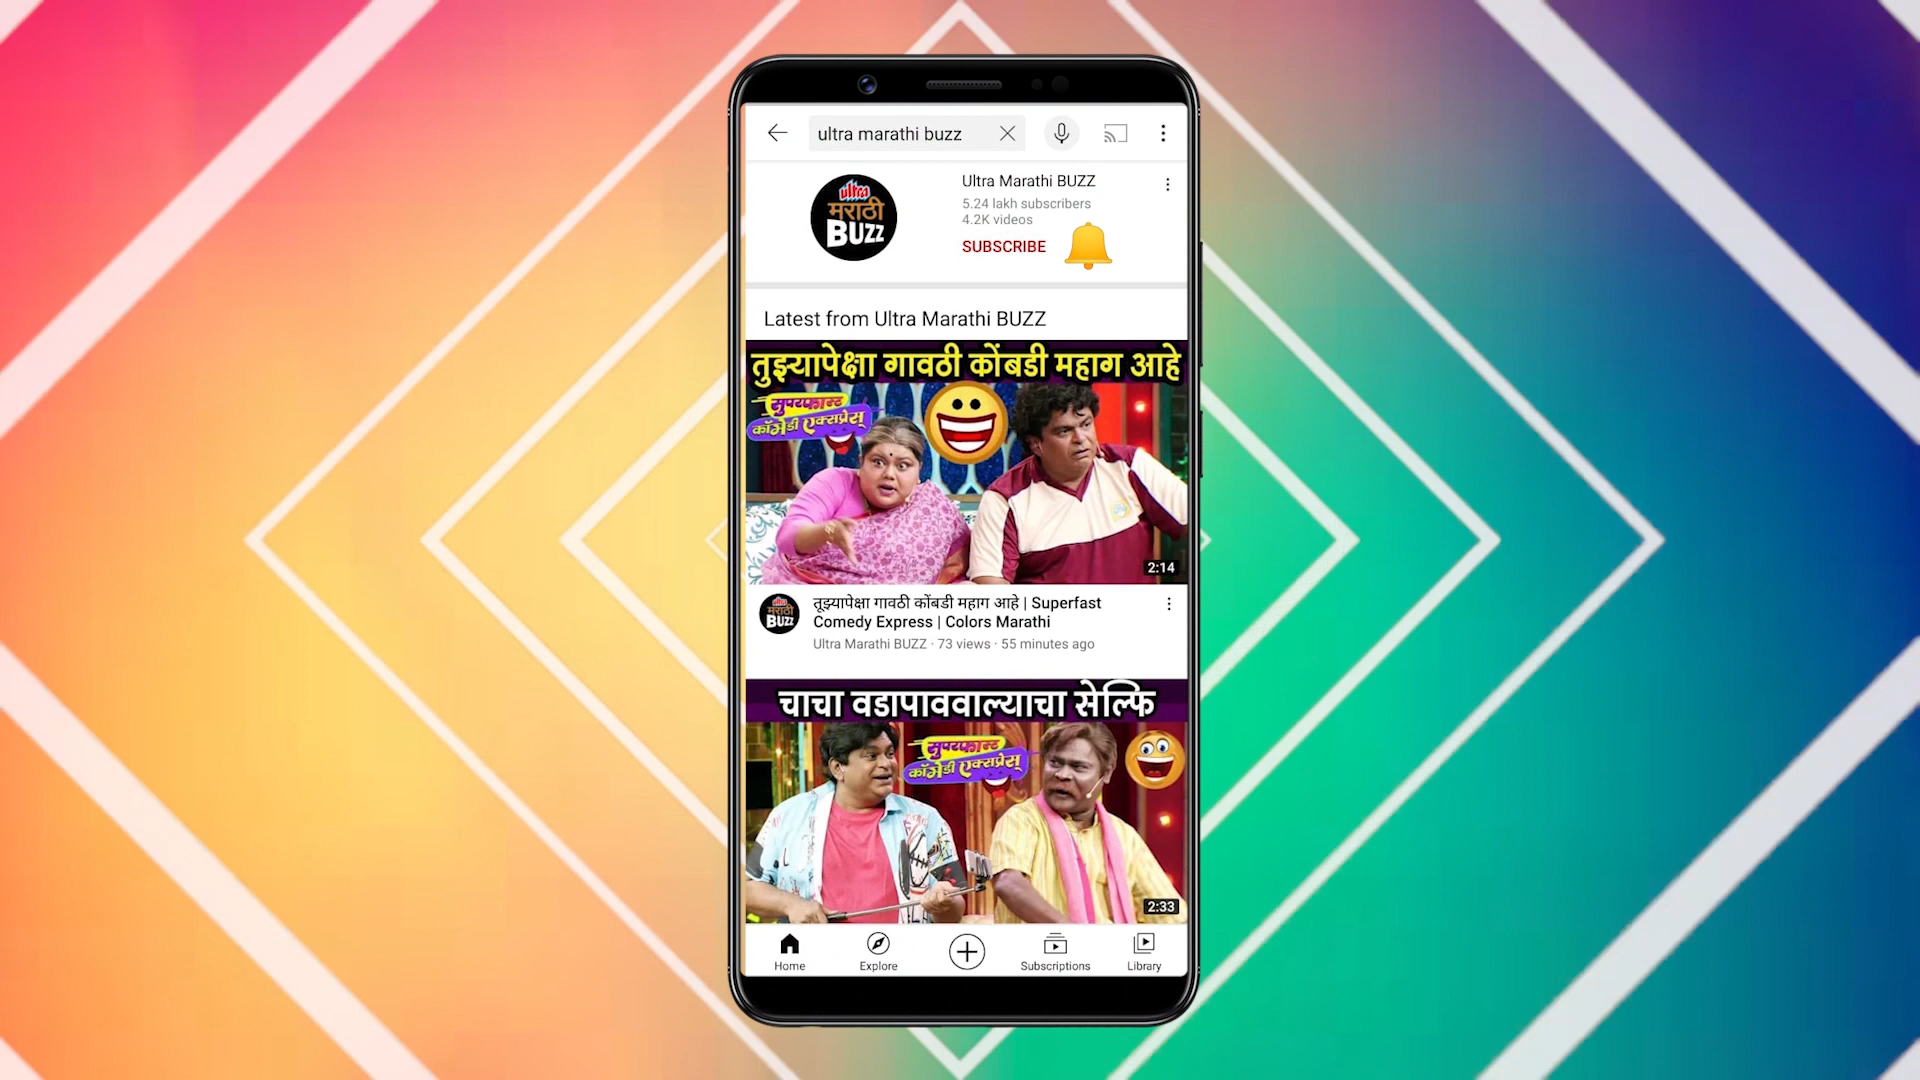 ultra marathi buzz
ultra
मराठी
BUZZ
Ultra Marathi BUZZ
5.24 lakh subscribers
4.2K videos
SUBSCRIBE
Latest from Ultra Marathi BUZZ
तुझ्यापेक्षा गावठी कोंबडी महाग आहे
सुपरफास्ट
कॉमेडी एक्सप्रेस्
2:14
ultra
मराठी
BUZZ
तूझ्यापेक्षा गावठी कोंबडी महाग आहे | Superfast
Comedy Express | Colors Marathi
Ultra Marathi BUZZ · 73 views · 55 minutes ago
चाचा वडापाववाल्याचा सेल्फि
सुपरफास्ट
कॉमेडी एक्सप्रेस्
2:33
Home
Explore
Subscriptions
Library